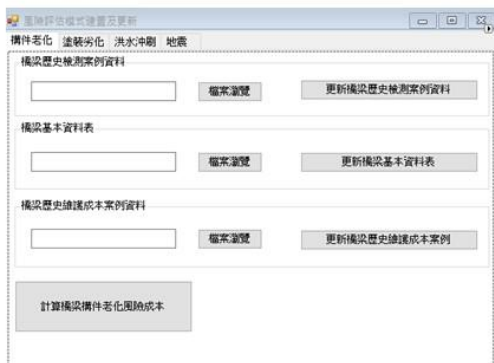 風險評估模式建置及更新
構件老化 塗裝劣化 洪水沖刷 地震
橋梁歷史檢測案例資料
檔案瀏覽 更新橋梁歷史檢測案例資料
橋梁基本資料表
檔案瀏覽 更新橋梁基本資料表
橋梁歷史維護成本案例資料
檔案瀏覽 更新橋梁歷史維護成本案例
計算橋梁構件老化風險成本